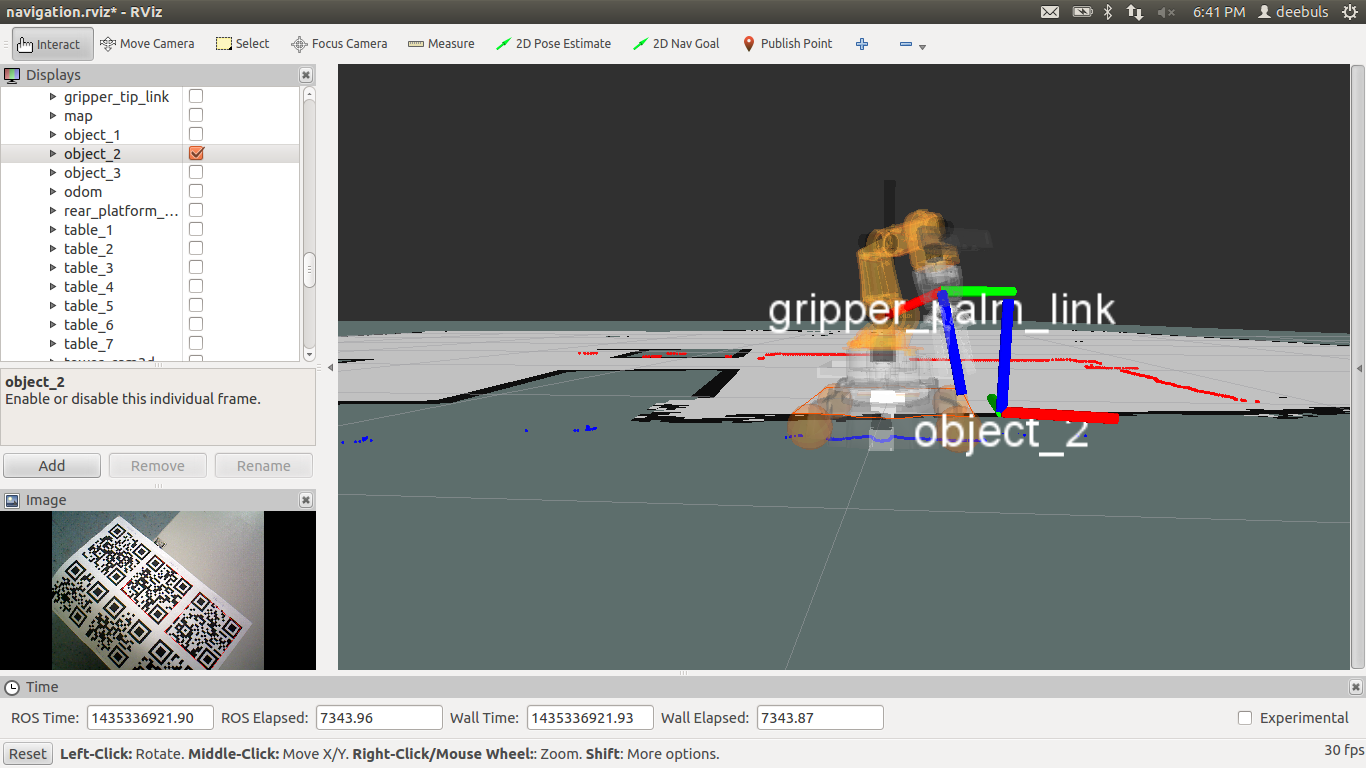 navigation.rviz* - RViz
6:41 PM deebuls
Interact Move Camera Select Focus Camera Measure 2D Pose Estimate 2D Nav Goal Publish Point
Displays
gripper_tip_link
map
object_1
object_2
object_3
odom
rear_platform_...
table_1
table_2
table_3
table_4
table_5
table_6
table_7
object_2
Enable or disable this individual frame.
Add Remove Rename
Image
gripper_palm_link
object_2
Time
ROS Time: 1435336921.90 ROS Elapsed: 7343.96 Wall Time: 1435336921.93 Wall Elapsed: 7343.87 Experimental
Reset Left-Click: Rotate. Middle-Click: Move X/Y. Right-Click/Mouse Wheel:: Zoom. Shift: More options. 30 fps